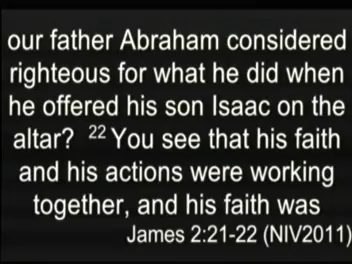 our father Abraham considered
righteous for what he did when
he offered his son Isaac on the
altar? 22 You see that his faith
and his actions were working
together, and his faith was
James 2:21-22 (NIV2011)